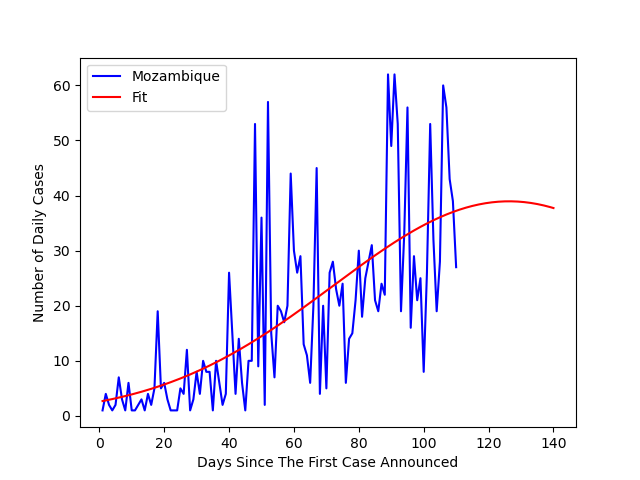 Mozambique
Fit
60
50
40
30
20
10
0
Number of Daily Cases
0 20 40 60 80 100 120 140
Days Since The First Case Announced